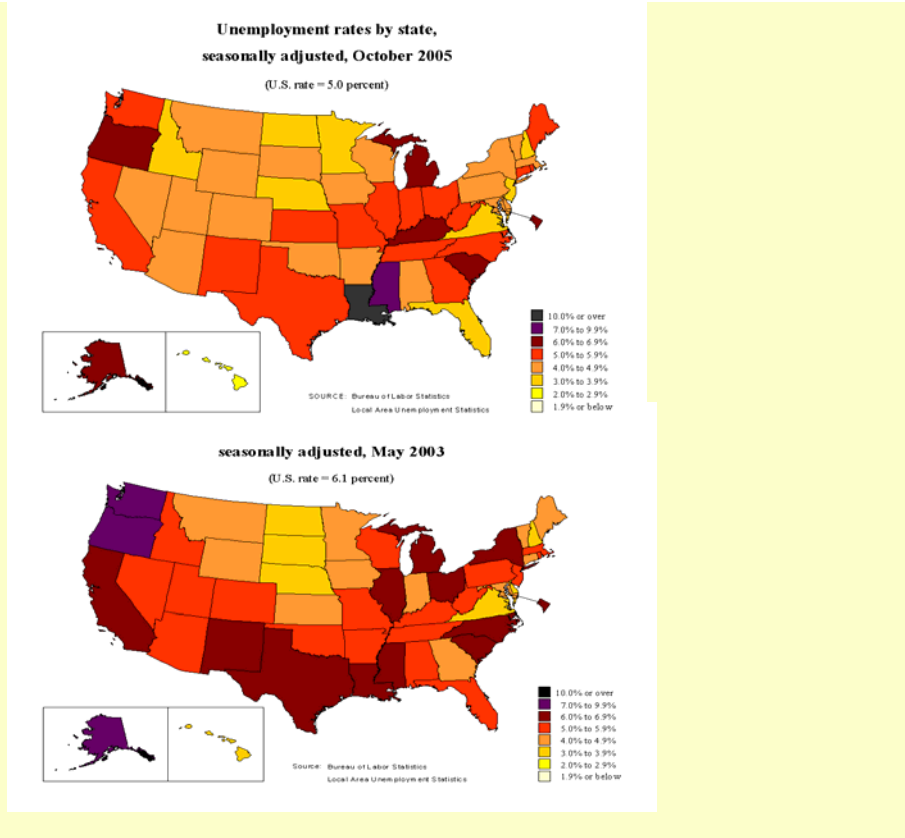 Unemployment rates by state,
seasonally adjusted, October 2005
(U.S. rate = 5.0 percent)
10.0% or over
7.0% to 9.9%
6.0% to 6.9%
5.0% to 5.9%
4.0% to 4.9%
3.0% to 3.9%
2.0% to 2.9%
1.9% or below
SOURCE: Bureau of Labor Statistics
Local Area Unemployment Statistics
seasonally adjusted, May 2003
(U.S. rate = 6.1 percent)
10.0% or over
7.0% to 9.9%
6.0% to 6.9%
5.0% to 5.9%
4.0% to 4.9%
3.0% to 3.9%
2.0% to 2.9%
1.9% or below
Source: Bureau of Labor Statistics
Local Area Unemployment Statistics